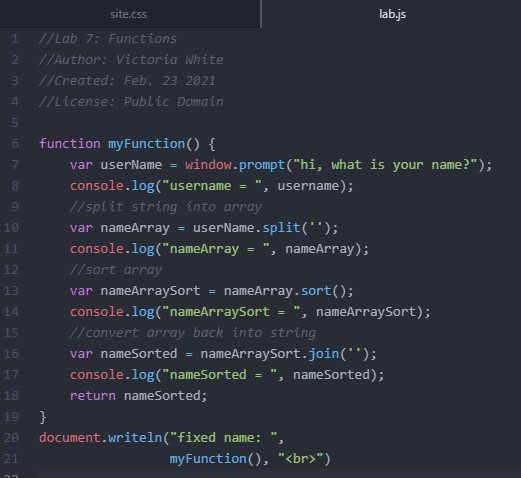 site.css lab.js
1 //Lab 7: Functions
2 //Author: Victoria White
3 //Created: Feb. 23 2021
4 //License: Public Domain
5
6 function myFunction() {
7     var userName = window.prompt("hi, what is your name?");
8     console.log("username = ", username);
9     //split string into array
10     var nameArray = userName.split('');
11     console.log("nameArray = ", nameArray);
12     //sort array
13     var nameArraySort = nameArray.sort();
14     console.log("nameArraySort = ", nameArraySort);
15     //convert array back into string
16     var nameSorted = nameArraySort.join('');
17     console.log("nameSorted = ", nameSorted);
18     return nameSorted;
19 }
20 document.writeln("fixed name: ",
21                  myFunction(), "<br>")
22